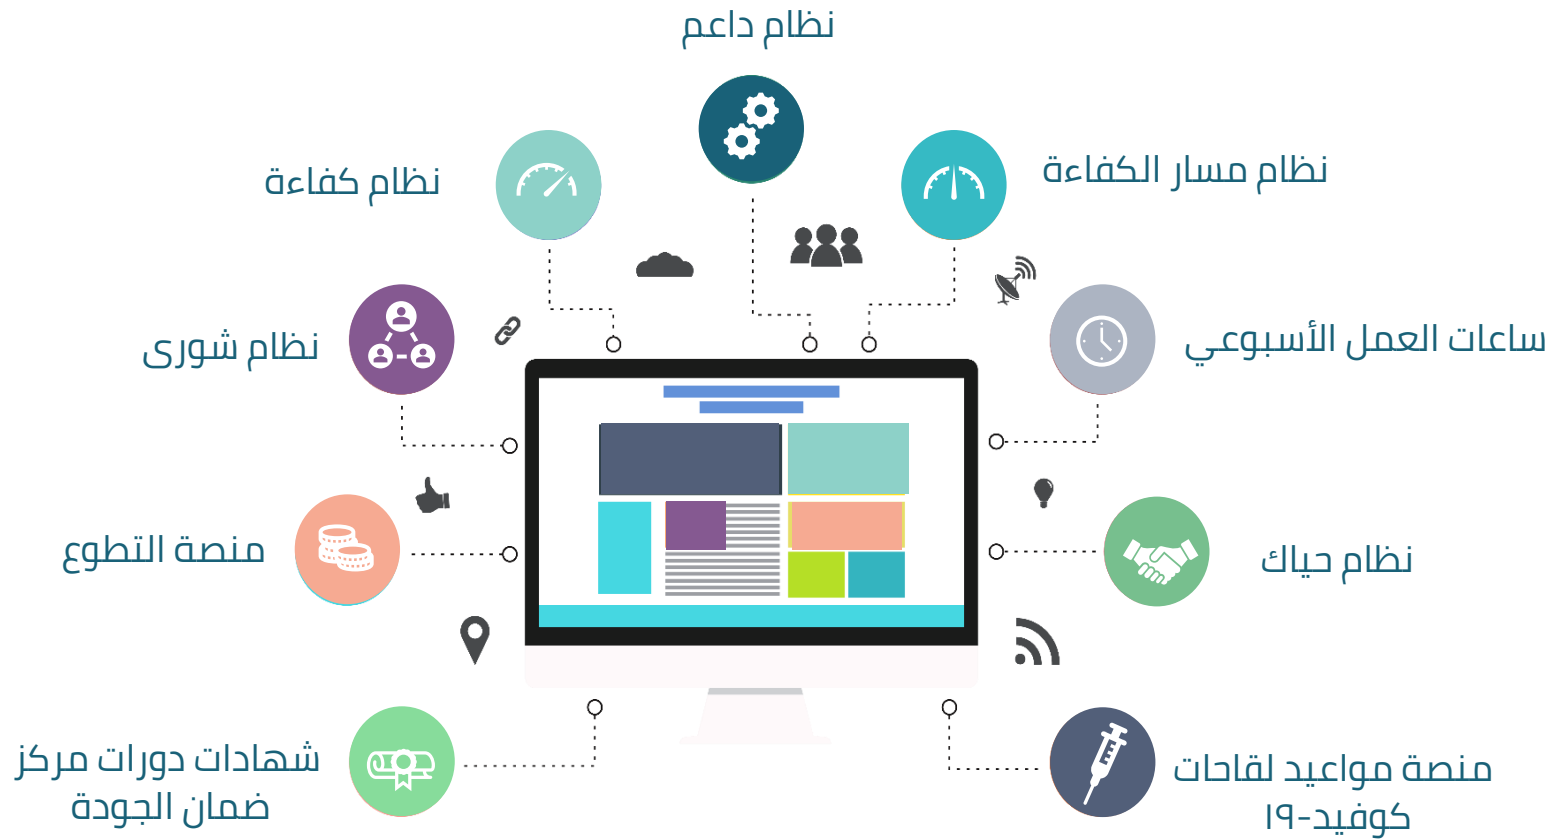 نظام داعم
نظام مسار الكفاءة
نظام كفاءة
ساعات العمل الأسبوعي
نظام شورى
نظام حياك
منصة التطوع
منصة مواعيد لقاحات
كوفيد-١٩
شهادات دورات مركز
ضمان الجودة